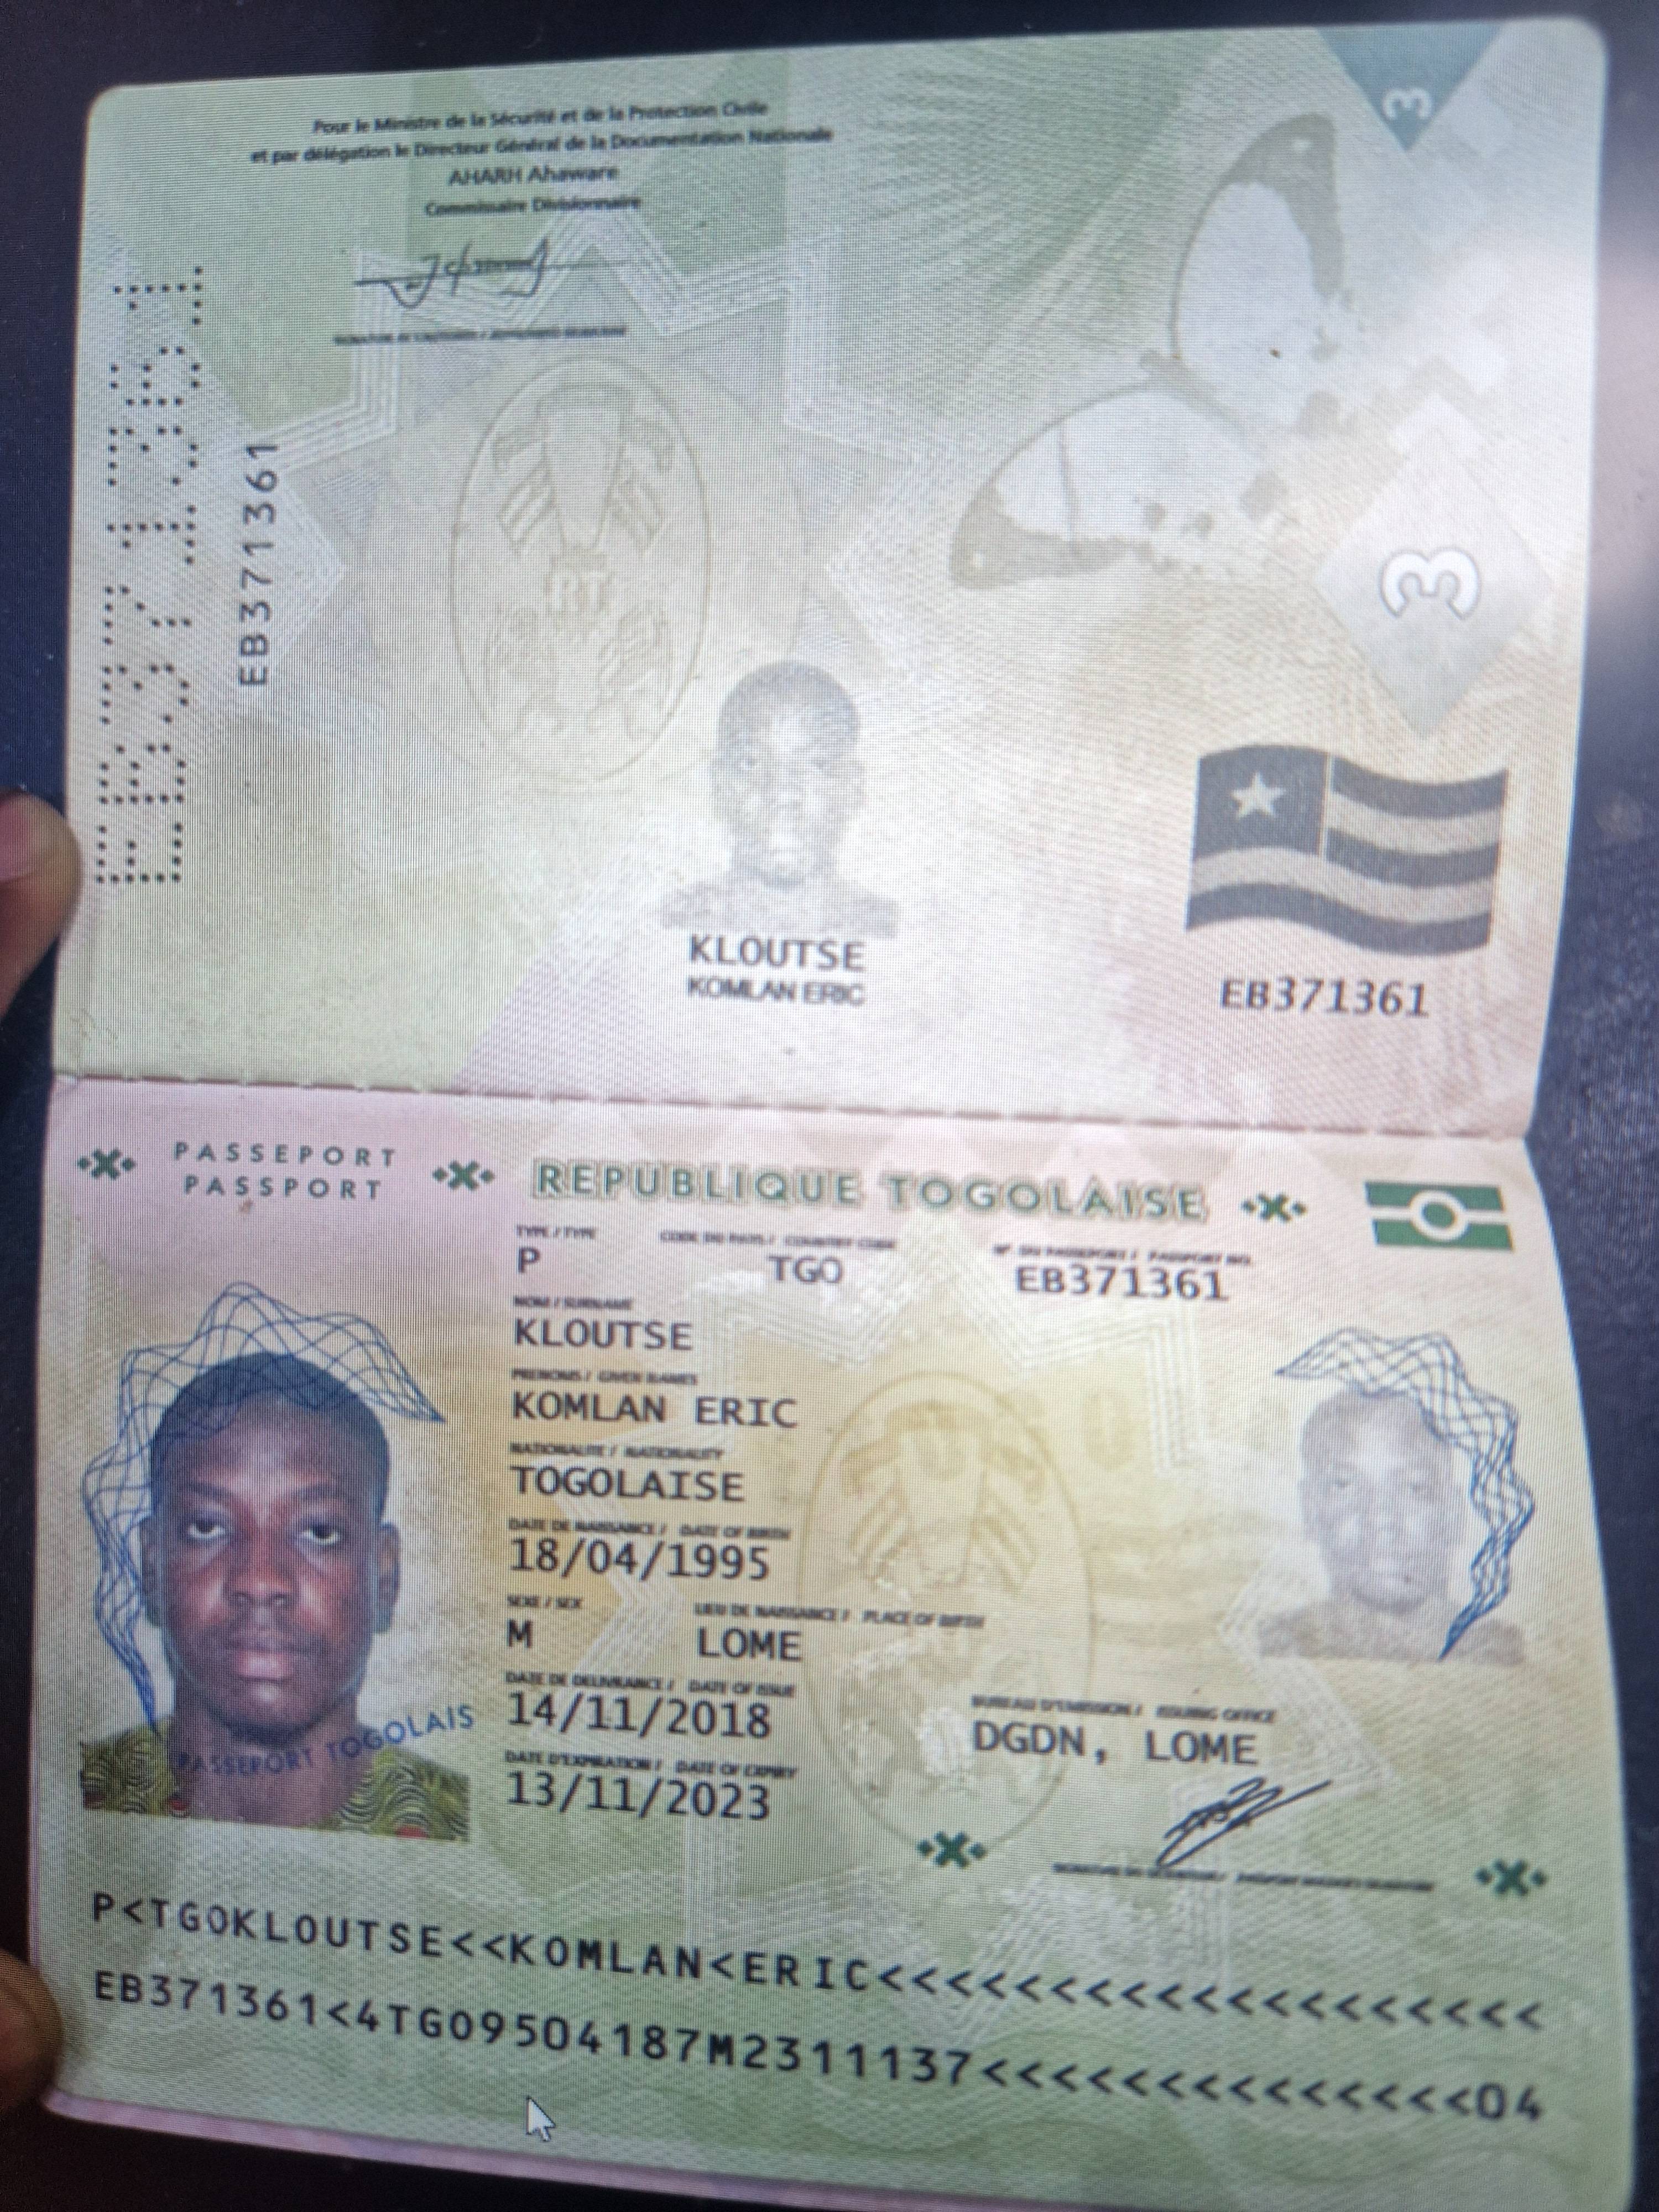 Pour le Ministre de la Sécurité et de la Protection Civile
et par délégation le Directeur Général de la Documentation Nationale
AHARH Ahaware
Commissaire Divisionnaire
SIGNATURE DE L'AUTORITE / AUTHORITY'S SIGNATURE
EB371361
EB371361
3
3
RT
KLOUTSE
KOMLAN ERIC
EB371361
PASSEPORT
PASSPORT
REPUBLIQUE TOGOLAISE
TYPE / TYPE CODE DU PAYS / COUNTRY CODE N° DU PASSEPORT / PASSPORT NO.
P TGO EB371361
NOM / SURNAME
KLOUTSE
PRENOMS / GIVEN NAMES
KOMLAN ERIC
NATIONALITE / NATIONALITY
TOGOLAISE
DATE DE NAISSANCE / DATE OF BIRTH
18/04/1995
SEXE / SEX LIEU DE NAISSANCE / PLACE OF BIRTH
M LOME
DATE DE DELIVRANCE / DATE OF ISSUE
14/11/2018
BUREAU D'EMISSION / ISSUING OFFICE
DGDN, LOME
DATE D'EXPIRATION / DATE OF EXPIRY
13/11/2023
PASSEPORT TOGOLAIS
P<TGOKLOUTSE<<KOMLAN<ERIC<<<<<<<<<<<<<<<<<<<
EB371361<4TGO9504187M2311137<<<<<<<<<<<<<<04